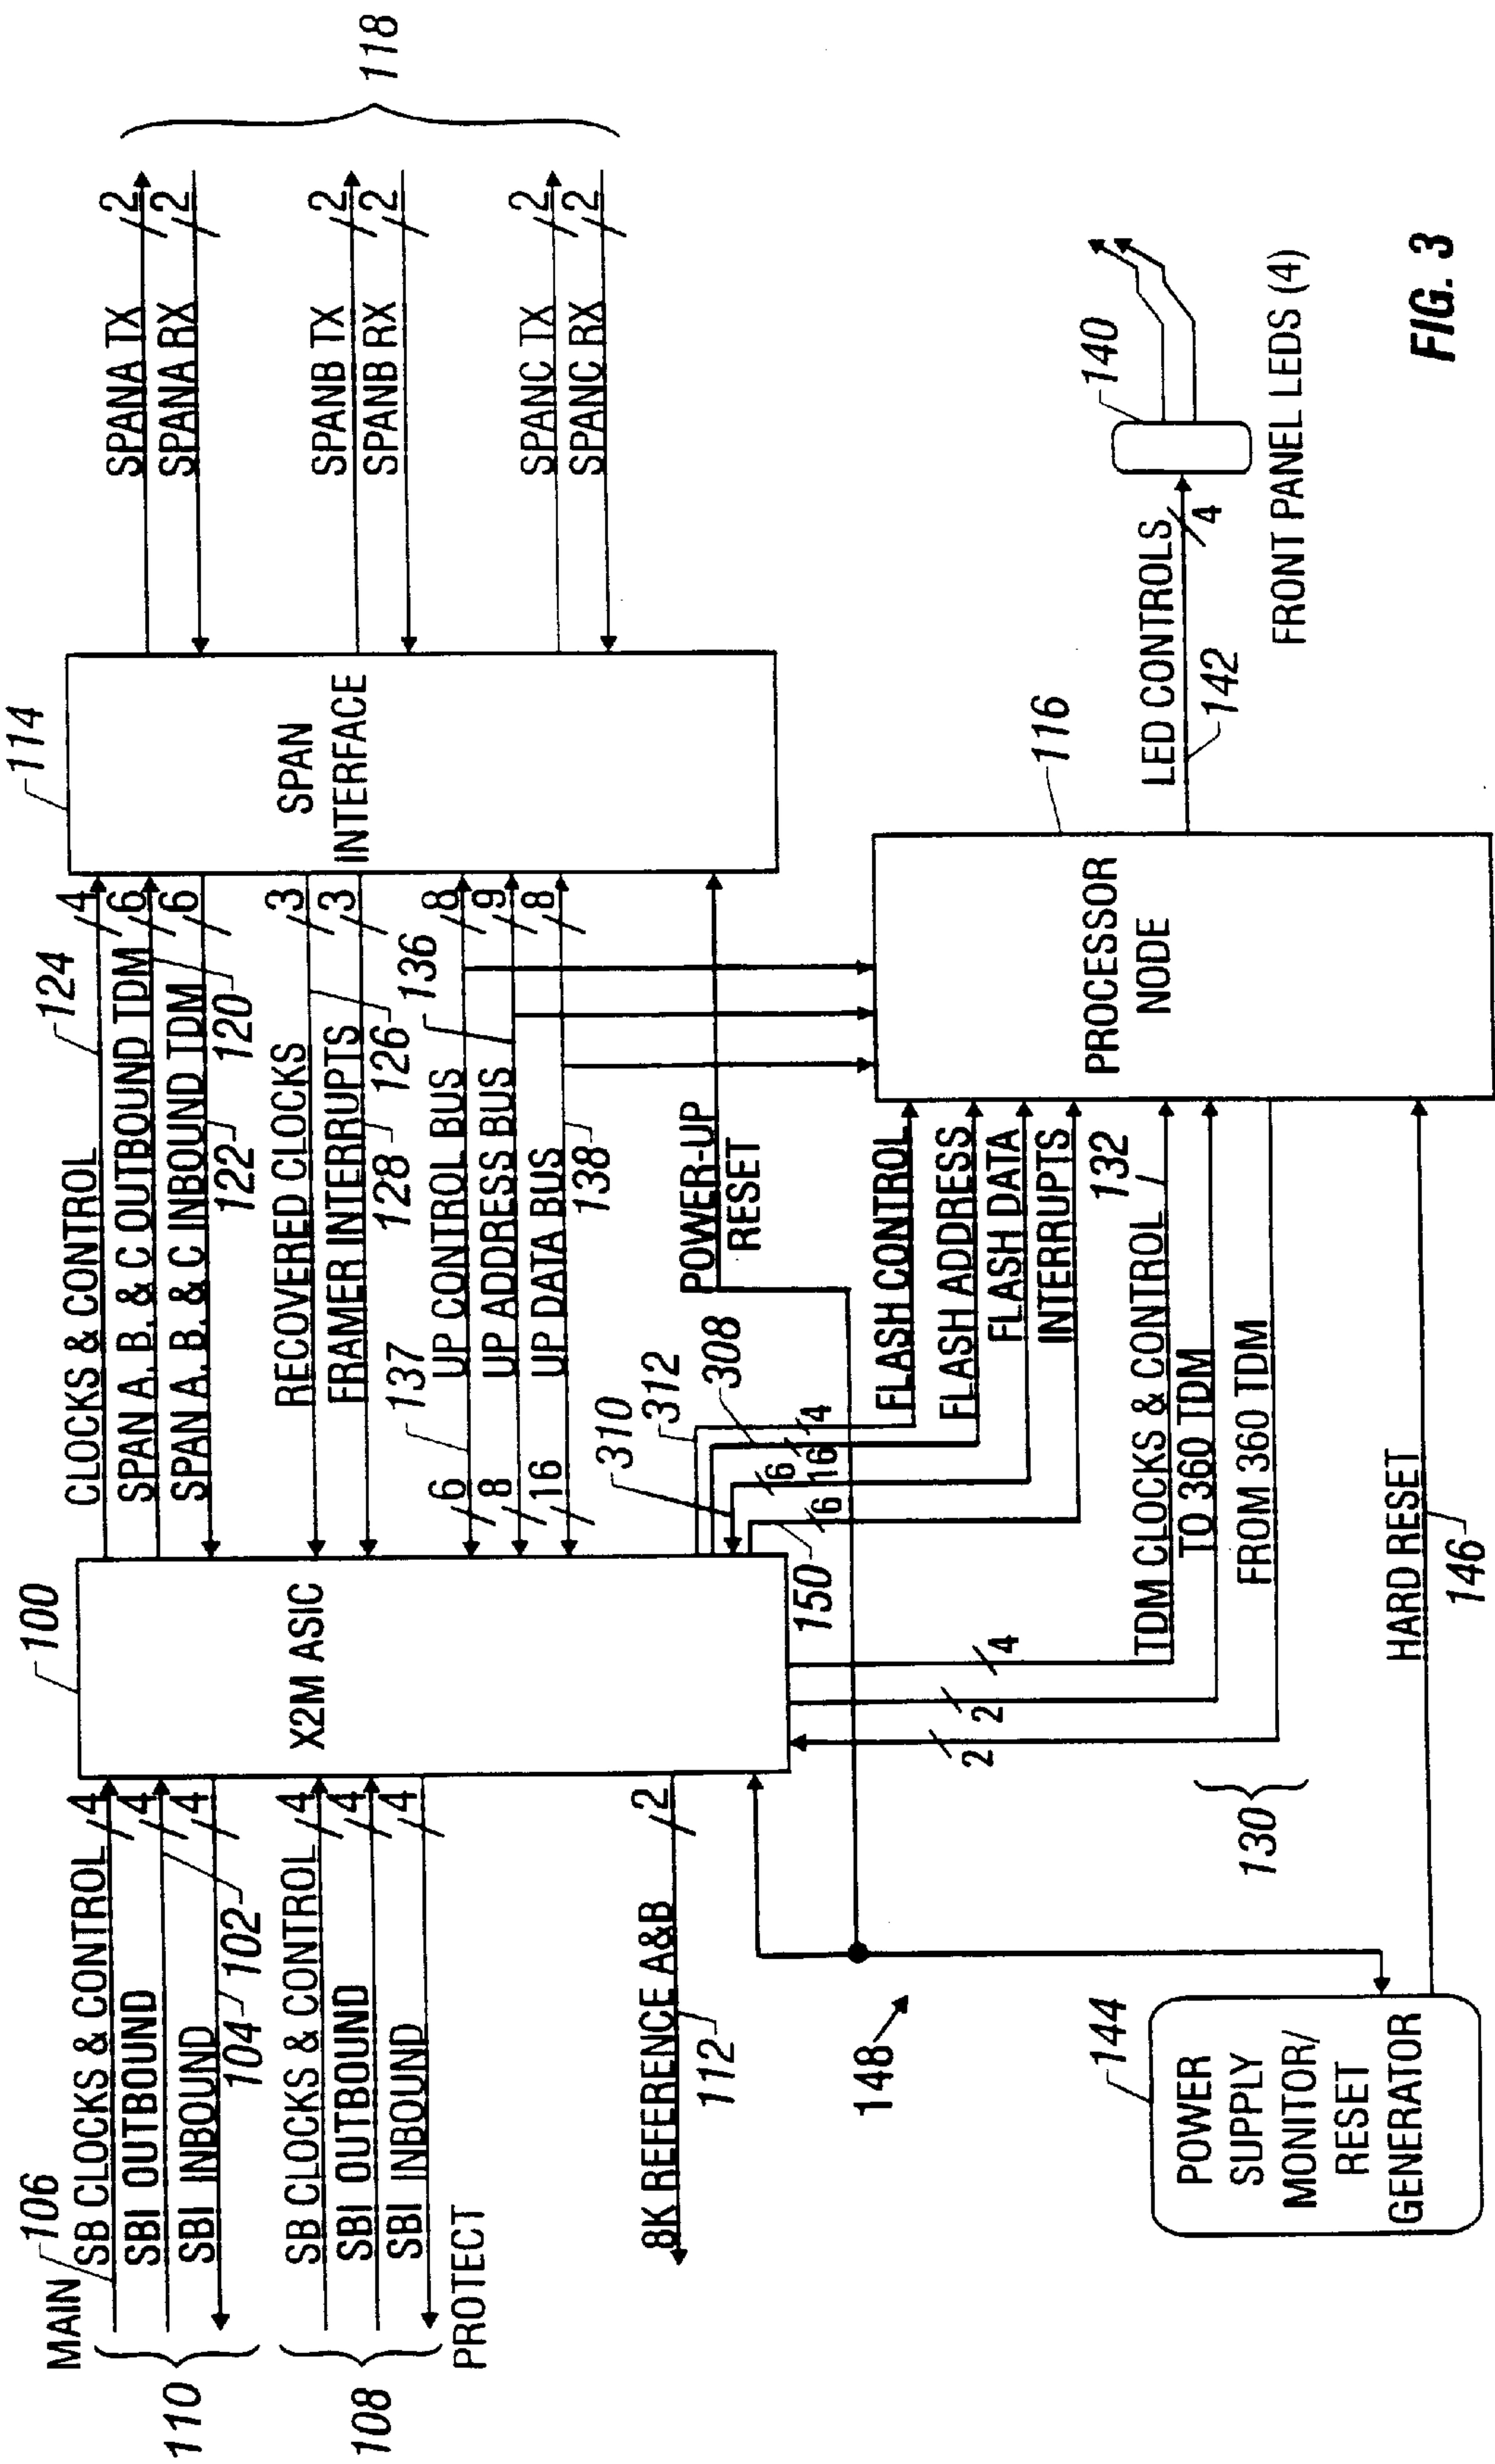 MAIN
106
SB CLOCKS & CONTROL
4
SBI OUTBOUND
4
SBI INBOUND
4
104
102
110
SB CLOCKS & CONTROL
4
SBI OUTBOUND
4
SBI INBOUND
4
108
PROTECT
8K REFERENCE A&B
2
112
148
144
POWER
SUPPLY
MONITOR/
RESET
GENERATOR
100
X2M ASIC
CLOCKS & CONTROL
124
4
SPAN A, B, & C OUTBOUND TDM
6
120
SPAN A, B, & C INBOUND TDM
6
122
RECOVERED CLOCKS
3
126
FRAMER INTERRUPTS
3
128
137
6
UP CONTROL BUS
8
136
8
UP ADDRESS BUS
9
16
UP DATA BUS
8
138
POWER-UP
RESET
310
312
308
4
16
6
6
150
FLASH CONTROL
FLASH ADDRESS
FLASH DATA
INTERRUPTS
132
TDM CLOCKS & CONTROL
4
TO 360 TDM
2
FROM 360 TDM
2
130
HARD RESET
146
114
SPAN
INTERFACE
SPANA TX
2
SPANA RX
2
SPANB TX
2
SPANB RX
2
SPANC TX
2
SPANC RX
2
118
116
PROCESSOR
NODE
LED CONTROLS
4
142
140
FRONT PANEL LEDS (4)
FIG. 3